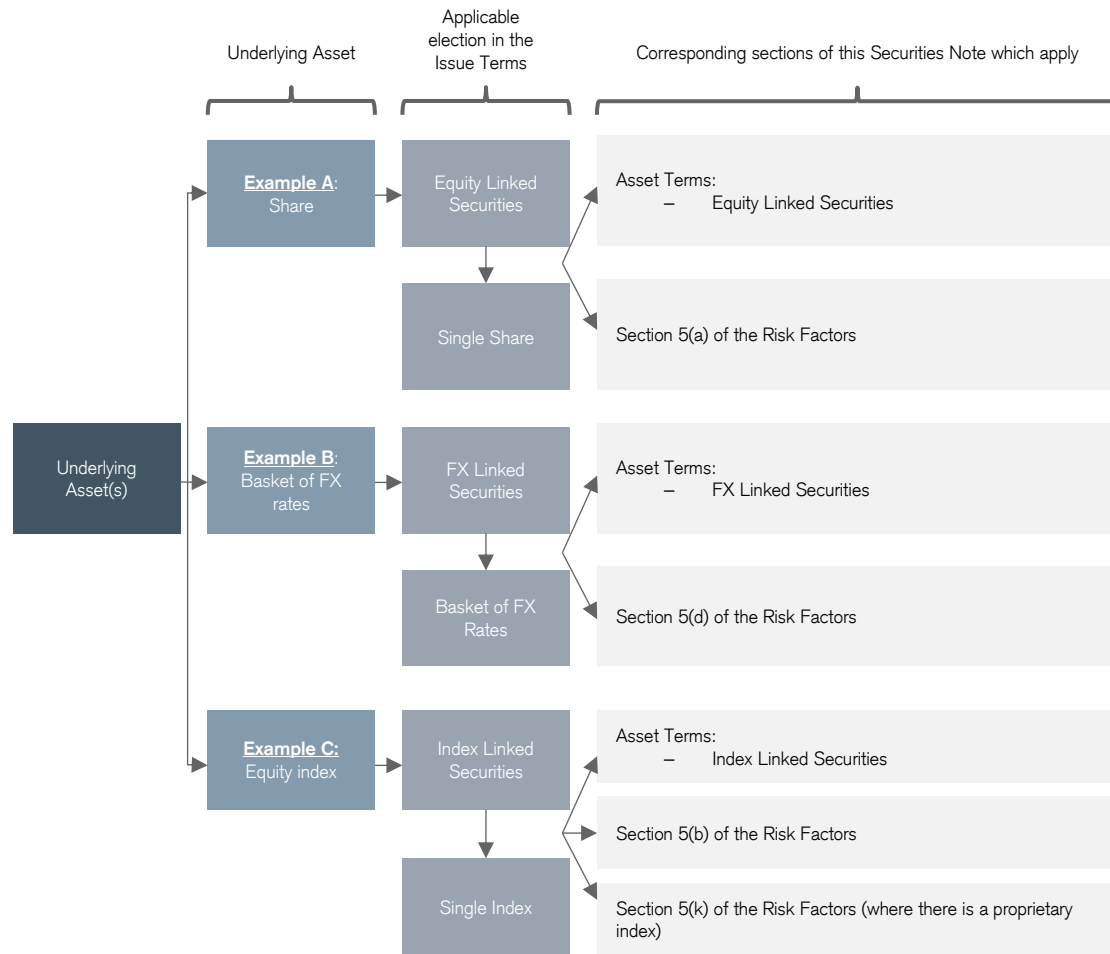 Underlying Asset
Applicable
election in the
Issue Terms
Corresponding sections of this Securities Note which apply
Underlying
Asset(s)
Example A:
Share
Equity Linked
Securities
Single Share
Asset Terms:
– Equity Linked Securities
Section 5(a) of the Risk Factors
Example B:
Basket of FX
rates
FX Linked
Securities
Basket of FX
Rates
Asset Terms:
– FX Linked Securities
Section 5(d) of the Risk Factors
Example C:
Equity index
Index Linked
Securities
Single Index
Asset Terms:
– Index Linked Securities
Section 5(b) of the Risk Factors
Section 5(k) of the Risk Factors (where there is a proprietary
index)